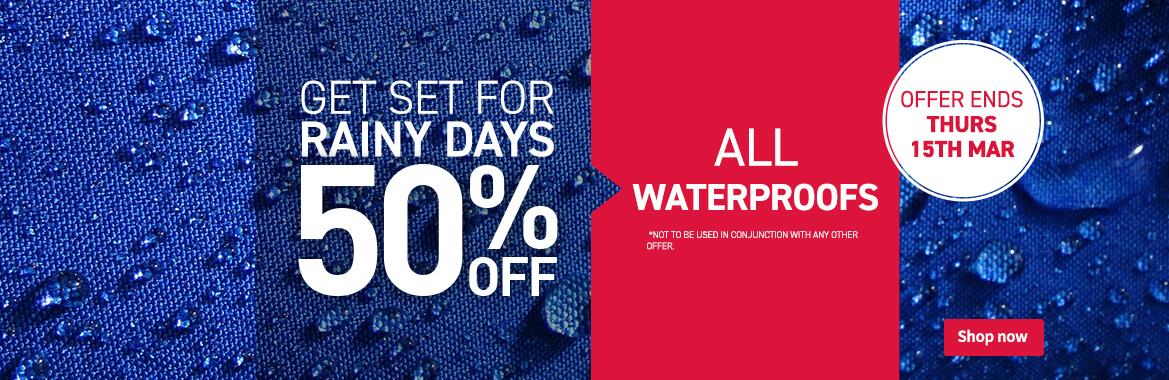 GET SET FOR
RAINY DAYS
50%
OFF
ALL
WATERPROOFS
*NOT TO BE USED IN CONJUNCTION WITH ANY OTHER
OFFER.
OFFER ENDS
THURS
15TH MAR
Shop now